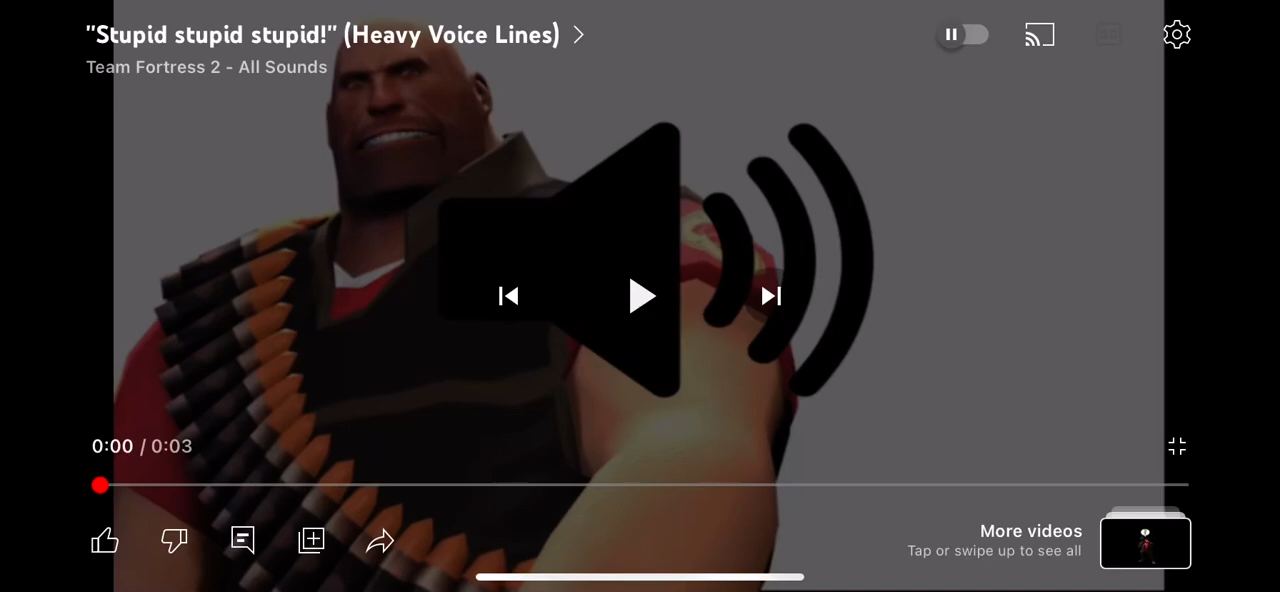 "Stupid stupid stupid!" (Heavy Voice Lines)
Team Fortress 2 - All Sounds
0:00 / 0:03
More videos
Tap or swipe up to see all